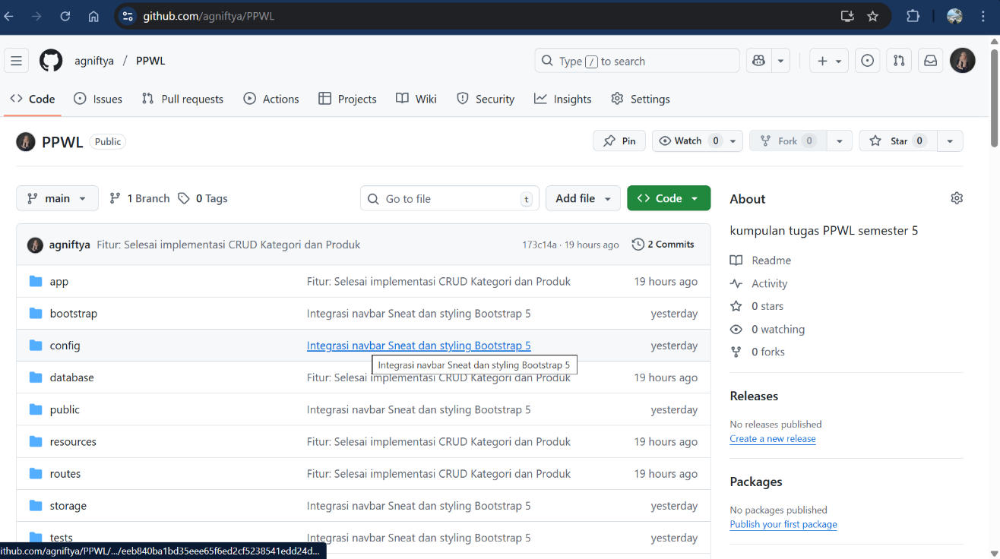 github.com/agniftya/PPWL
agniftya / PPWL
Type / to search
Code Issues Pull requests Actions Projects Wiki Security Insights Settings
PPWL Public
Pin Watch 0 Fork 0 Star 0
main 1 Branch 0 Tags Go to file t Add file Code
agniftya Fitur: Selesai implementasi CRUD Kategori dan Produk 173c14a · 19 hours ago 2 Commits
app Fitur: Selesai implementasi CRUD Kategori dan Produk 19 hours ago
bootstrap Integrasi navbar Sneat dan styling Bootstrap 5 yesterday
config Integrasi navbar Sneat dan styling Bootstrap 5 yesterday
Integrasi navbar Sneat dan styling Bootstrap 5
database Fitur: Selesai implementasi CRUD Kategori dan Produk 19 hours ago
public Integrasi navbar Sneat dan styling Bootstrap 5 yesterday
resources Fitur: Selesai implementasi CRUD Kategori dan Produk 19 hours ago
routes Fitur: Selesai implementasi CRUD Kategori dan Produk 19 hours ago
storage Integrasi navbar Sneat dan styling Bootstrap 5 yesterday
tests Integrasi navbar Sneat dan styling Bootstrap 5 yesterday
ithub.com/agniftya/PPWL/.../eeb840ba1bd35eee65f6ed2cf5238541edd24d...
About
kumpulan tugas PPWL semester 5
Readme
Activity
0 stars
0 watching
0 forks
Releases
No releases published
Create a new release
Packages
No packages published
Publish your first package